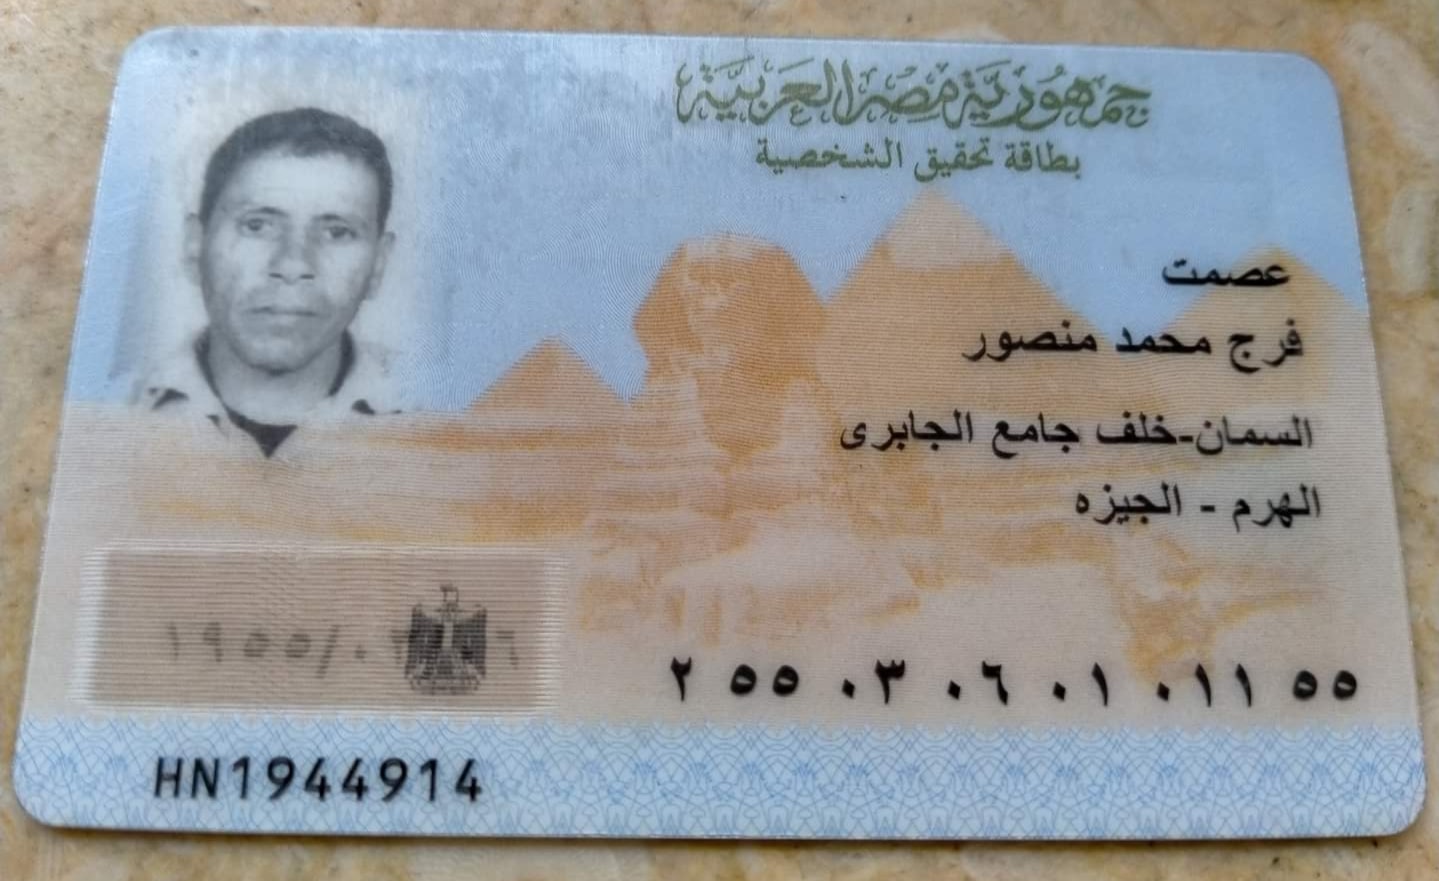 جمهورية مصر العربية
بطاقة تحقيق الشخصية
عصمت
فرج محمد منصور
السمان-خلف جامع الجابرى
الهرم - الجيزه
٢ ٥٥ ٠٣ ٠٦ ٠١ ٠١١ ٥٥
١٩٥٥/٠
HN1944914